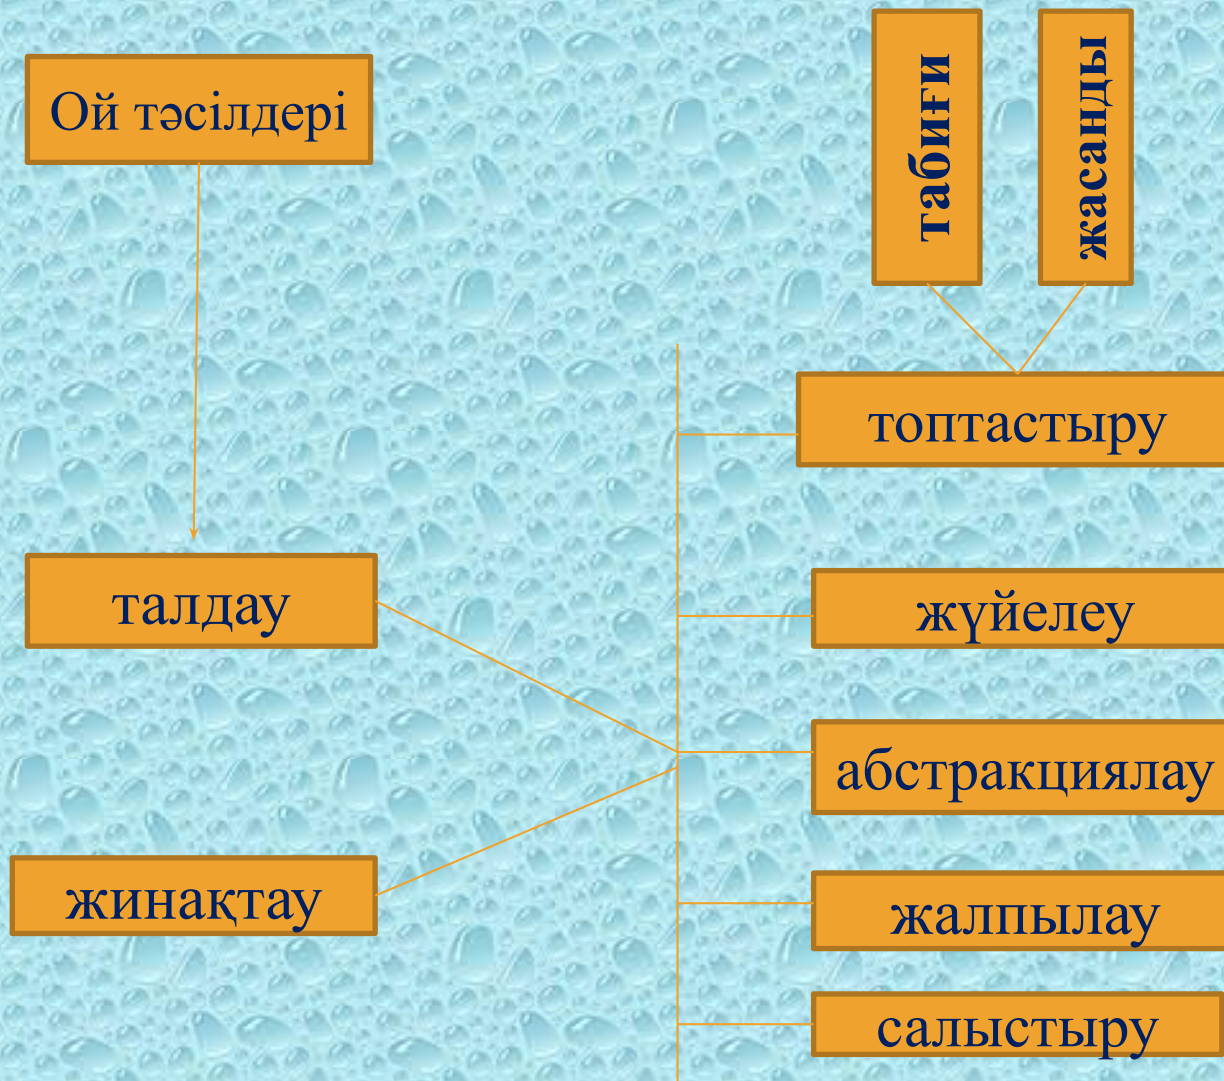 Ой тәсілдері
табиғи
жасанды
топтастыру
талдау
жүйелеу
абстракциялау
жинақтау
жалпылау
салыстыру